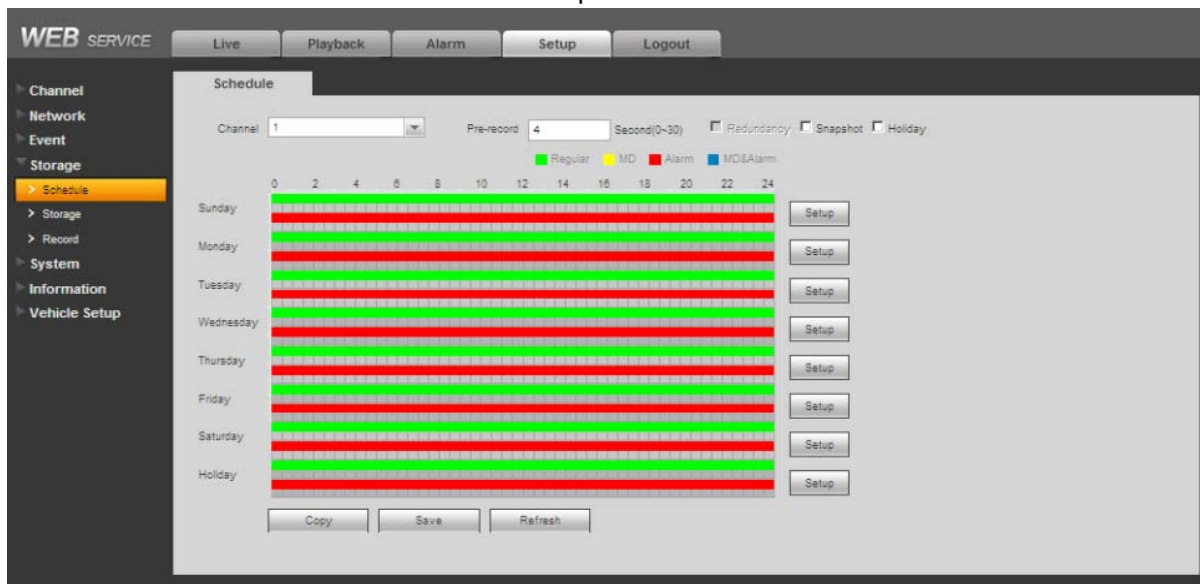 WEB SERVICE
Live Playback Alarm Setup Logout
Channel
Network
Event
Storage
Schedule
Storage
Record
System
Information
Vehicle Setup
Schedule
Channel 1 Pre-record 4 Second(0~30) Redundancy Snapshot Holiday
Regular MD Alarm MD&Alarm
0 2 4 6 8 10 12 14 16 18 20 22 24
Sunday Setup
Monday Setup
Tuesday Setup
Wednesday Setup
Thursday Setup
Friday Setup
Saturday Setup
Holiday Setup
Copy Save Refresh